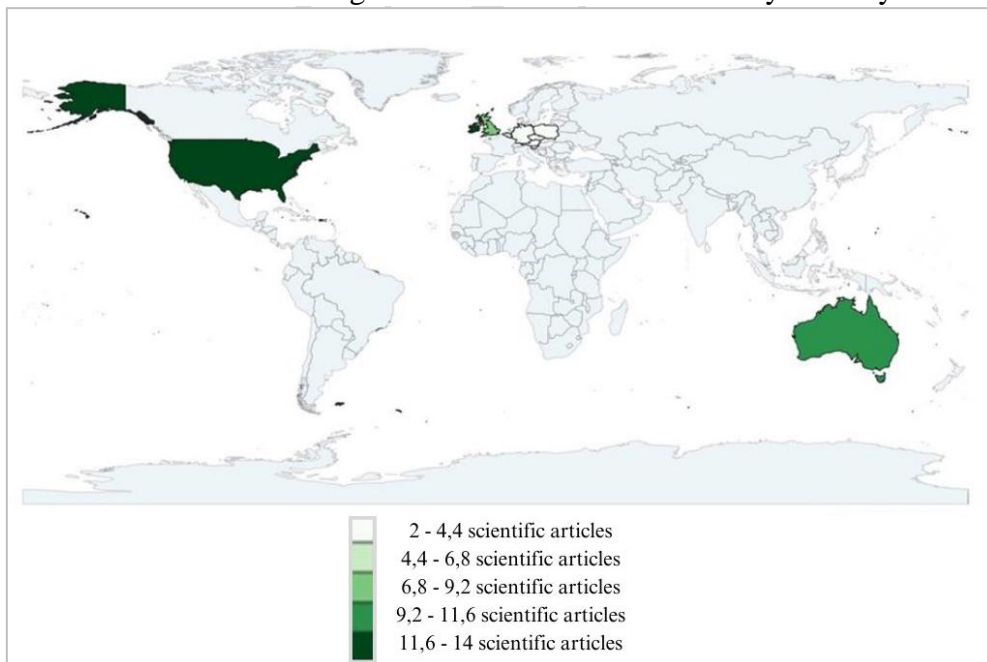 2 - 4,4 scientific articles
4,4 - 6,8 scientific articles
6,8 - 9,2 scientific articles
9,2 - 11,6 scientific articles
11,6 - 14 scientific articles